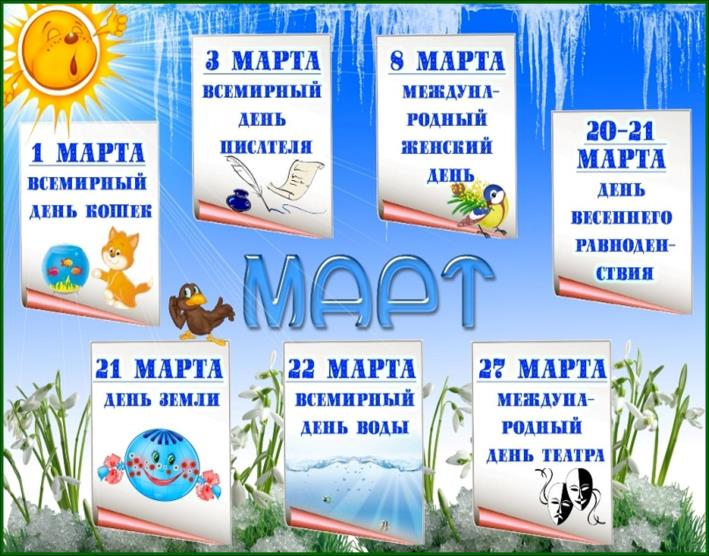 1 МАРТА
ВСЕМИРНЫЙ
ДЕНЬ КОШЕК
3 МАРТА
ВСЕМИРНЫЙ
ДЕНЬ
ПИСАТЕЛЯ
8 МАРТА
МЕЖДУНА-
РОДНЫЙ
ЖЕНСКИЙ
ДЕНЬ
20-21
МАРТА
ДЕНЬ
ВЕСЕННЕГО
РАВНОДЕН-
СТВИЯ
МАРТ
21 МАРТА
ДЕНЬ ЗЕМЛИ
22 МАРТА
ВСЕМИРНЫЙ
ДЕНЬ ВОДЫ
27 МАРТА
МЕЖДУНА-
РОДНЫЙ
ДЕНЬ ТЕАТРА